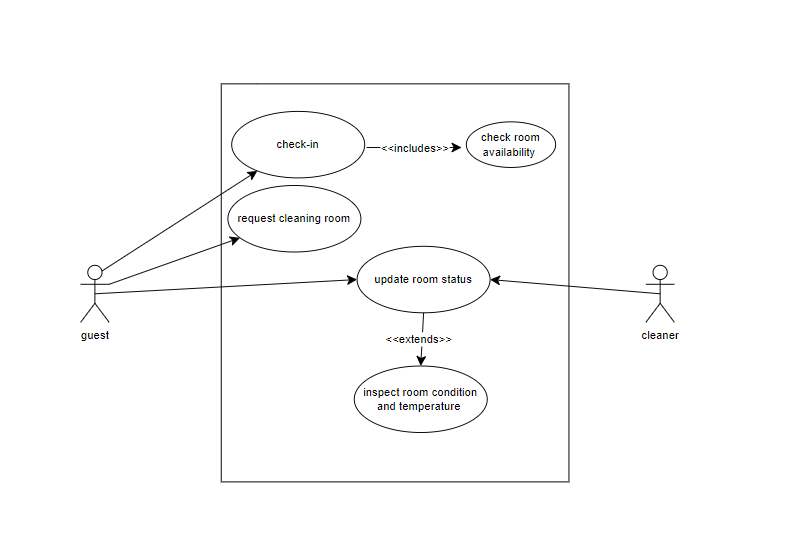 check-in
<<includes>>
check room
availability
request cleaning room
update room status
<<extends>>
inspect room condition
and temperature
guest
cleaner